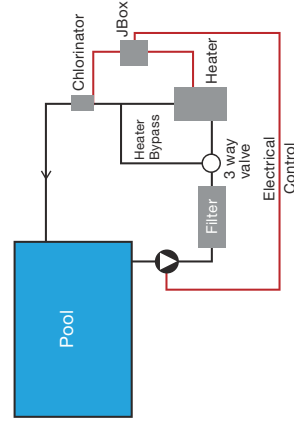 Chlorinator
JBox
Heater
Heater
Bypass
3 way
valve
Filter
Electrical
Control
Pool